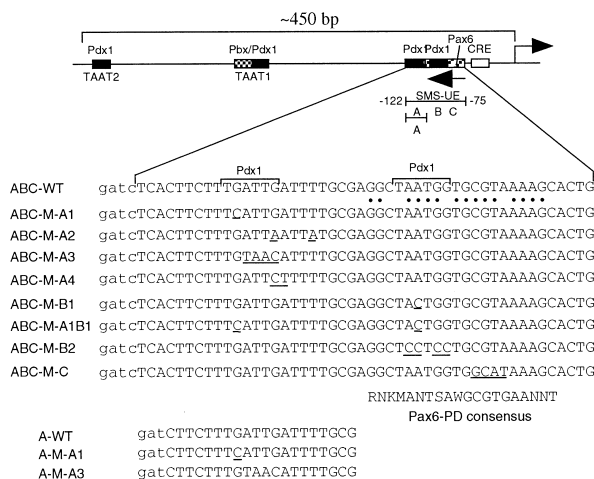 ~450 bp
Pdx1 Pbx/Pdx1 Pdx1 Pdx1 Pax6 CRE
TAAT2 TAAT1
-122 SMS-UE -75
A B C
A
Pdx1 Pdx1
ABC-WT gatcTCACTTCTTTGATTGATTTTGCGAGGCTAATGGTGCGTAAAAGCACTG
ABC-M-A1 gatcTCACTTCTTTCATTGATTTTGCGAGGCTAATGGTGCGTAAAAGCACTG
ABC-M-A2 gatcTCACTTCTTTGATTAATTATGCGAGGCTAATGGTGCGTAAAAGCACTG
ABC-M-A3 gatcTCACTTCTTTGTAACATTTTGCGAGGCTAATGGTGCGTAAAAGCACTG
ABC-M-A4 gatcTCACTTCTTTGATTCTTTTTGCGAGGCTAATGGTGCGTAAAAGCACTG
ABC-M-B1 gatcTCACTTCTTTGATTGATTTTGCGAGGCTACTGGTGCGTAAAAGCACTG
ABC-M-A1B1 gatcTCACTTCTTTCATTGATTTTGCGAGGCTACTGGTGCGTAAAAGCACTG
ABC-M-B2 gatcTCACTTCTTTGATTGATTTTGCGAGGCTCCTCCTGCGTAAAAGCACTG
ABC-M-C gatcTCACTTCTTTGATTGATTTTGCGAGGCTAATGGTGGCATAAAGCACTG
RNKMANTSAWGCGTGAANNT
Pax6-PD consensus
A-WT gatCTTCTTTGATTGATTTTGCG
A-M-A1 gatCTTCTTTCATTGATTTTGCG
A-M-A3 gatCTTCTTTGTAACATTTTGCG